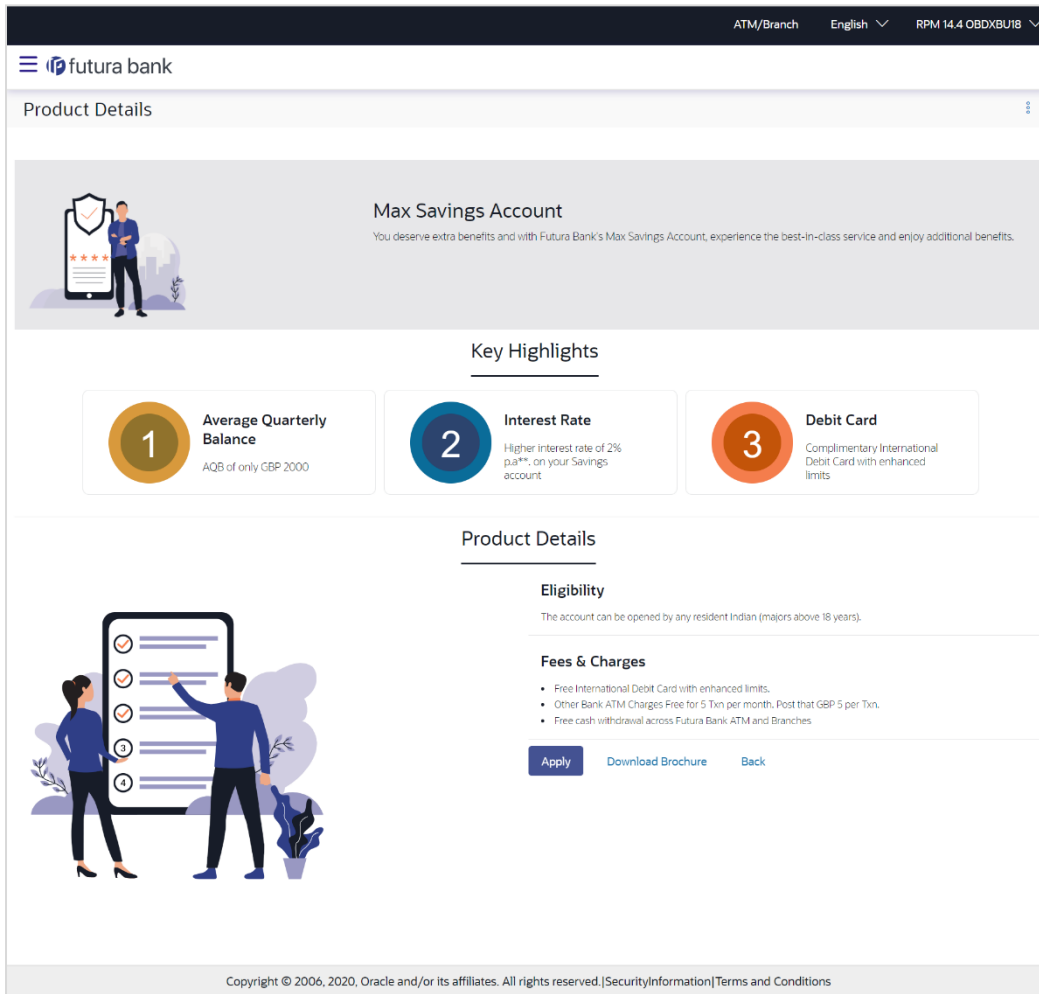 ATM/Branch English RPM 14.4 OBDXBU18
futura bank
Product Details
Max Savings Account
You deserve extra benefits and with Futura Bank's Max Savings Account, experience the best-in-class service and enjoy additional benefits.
Key Highlights
1
Average Quarterly
Balance
AQB of only GBP 2000
2
Interest Rate
Higher interest rate of 2%
p.a**. on your Savings
account
3
Debit Card
Complimentary International
Debit Card with enhanced
limits
Product Details
3
4
Eligibility
The account can be opened by any resident Indian (majors above 18 years).
Fees & Charges
• Free International Debit Card with enhanced limits.
• Other Bank ATM Charges Free for 5 Txn per month. Post that GBP 5 per Txn.
• Free cash withdrawal across Futura Bank ATM and Branches
Apply Download Brochure Back
Copyright © 2006, 2020, Oracle and/or its affiliates. All rights reserved.|SecurityInformation|Terms and Conditions